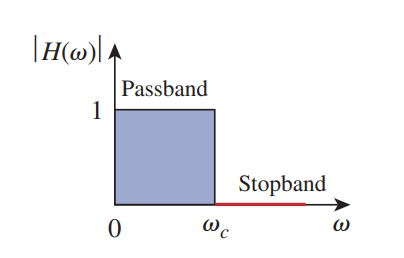 |H(ω)|
Passband
1
Stopband
0
ω_c
ω